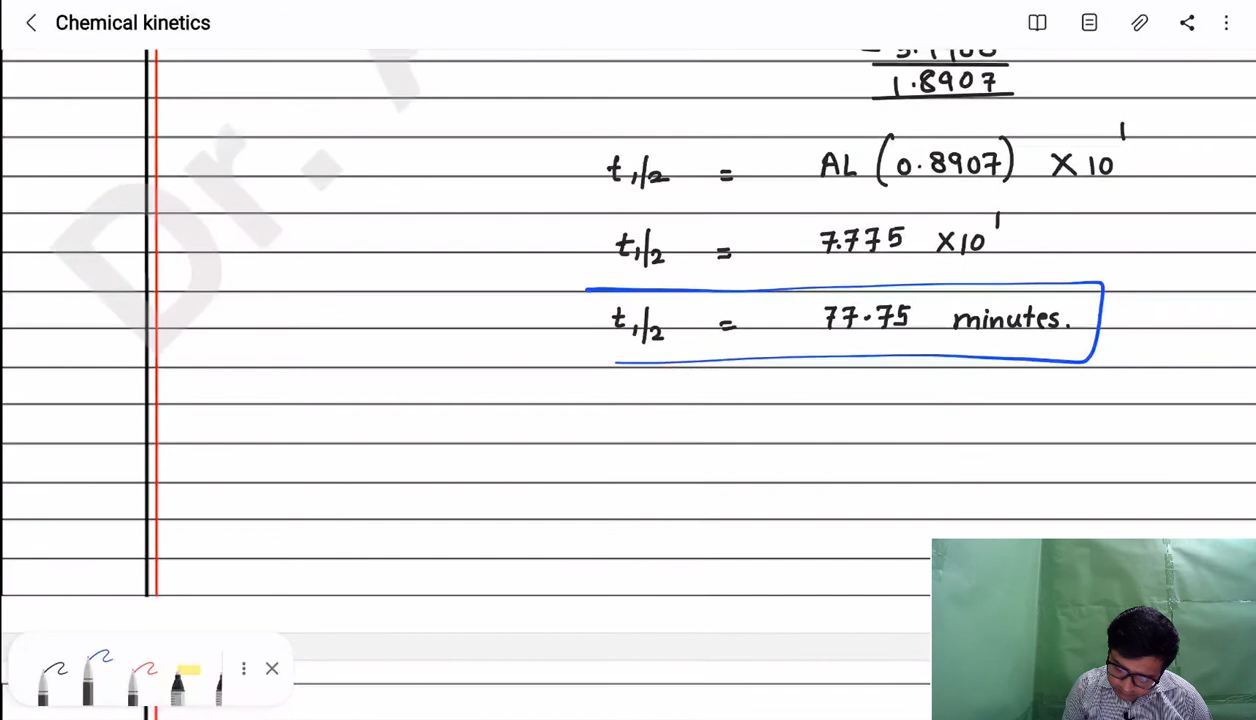 Chemical kinetics
1.8907
t1/2 = AL (0.8907) X 10^1
t1/2 = 7.775 X 10^1
t1/2 = 77.75 minutes.
Dr.